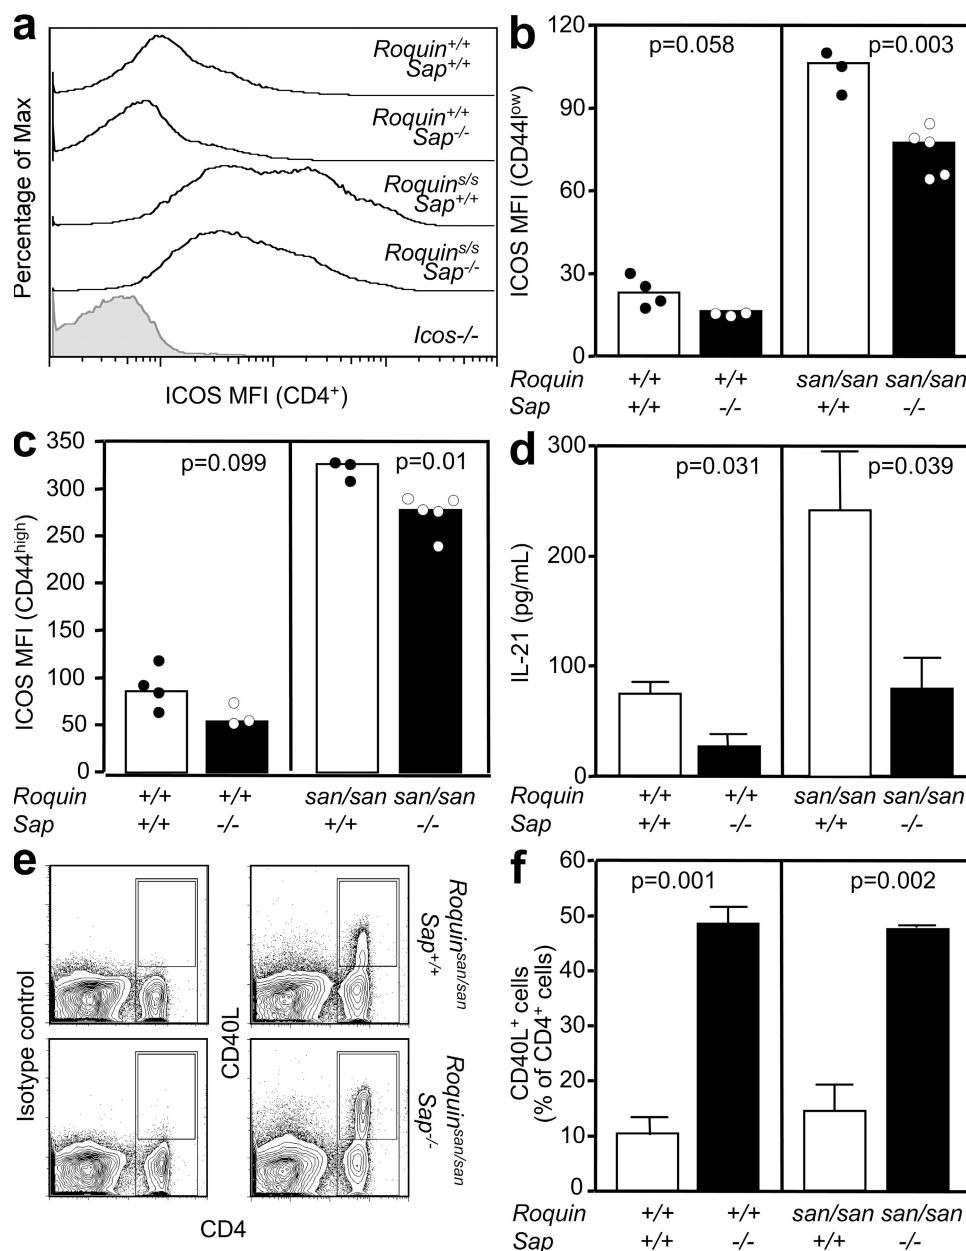 a
Percentage of Max
Roquin+/+
Sap+/+
Roquin+/+
Sap-/-
Roquins/s
Sap+/+
Roquins/s
Sap-/-
Icos-/-
ICOS MFI (CD4+)
b
ICOS MFI (CD44low)
120
90
60
30
0
p=0.058
p=0.003
Roquin +/+ +/+ san/san san/san
Sap +/+ -/- +/+ -/-
c
ICOS MFI (CD44high)
350
300
250
200
150
100
50
0
p=0.099
p=0.01
Roquin +/+ +/+ san/san san/san
Sap +/+ -/- +/+ -/-
d
IL-21 (pg/mL)
300
200
100
0
p=0.031
p=0.039
Roquin +/+ +/+ san/san san/san
Sap +/+ -/- +/+ -/-
e
Isotype control
CD40L
Roquinsan/san
Sap+/+
Roquinsan/san
Sap-/-
CD4
f
CD40L+ cells
(% of CD4+ cells)
60
50
40
30
20
10
0
p=0.001
p=0.002
Roquin +/+ +/+ san/san san/san
Sap +/+ -/- +/+ -/-